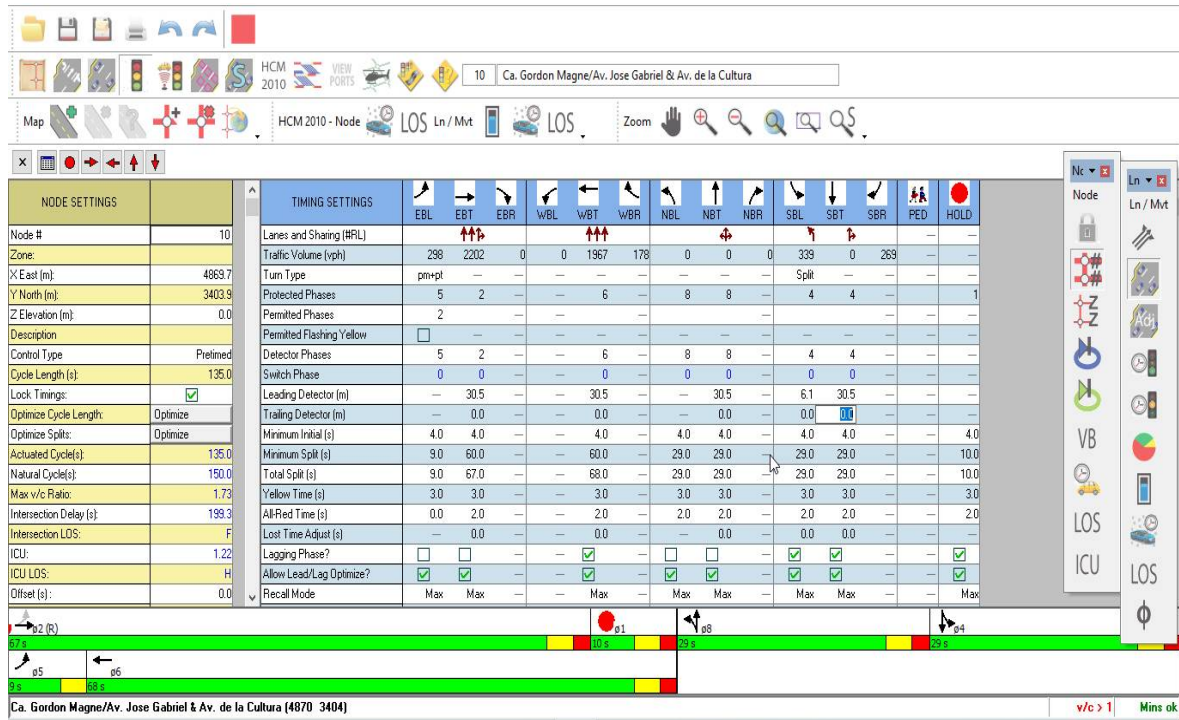 HCM 2010 VIEW PORTS 10 Ca. Gordon Magne/Av. Jose Gabriel & Av. de la Cultura
Map HCM 2010 - Node LOS Ln / Mvt LOS Zoom
NODE SETTINGS
Node # 10
Zone:
X East (m): 4869.7
Y North (m): 3403.9
Z Elevation (m): 0.0
Description
Control Type Pretimed
Cycle Length (s): 135.0
Lock Timings:
Optimize Cycle Length: Optimize
Optimize Splits: Optimize
Actuated Cycle(s): 135.0
Natural Cycle(s): 150.0
Max v/c Ratio: 1.73
Intersection Delay (s): 199.3
Intersection LOS: F
ICU: 1.22
ICU LOS: H
Offset (s) : 0.0
TIMING SETTINGS EBL EBT EBR WBL WBT WBR NBL NBT NBR SBL SBT SBR PED HOLD
Lanes and Sharing (#RL) — —
Traffic Volume (vph) 298 2202 0 0 1967 178 0 0 0 339 0 269 — —
Turn Type pm+pt — — — — — — — — Split — — — —
Protected Phases 5 2 — — 6 — 8 8 — 4 4 — — 1
Permitted Phases 2 — — — — — — — — — — —
Permitted Flashing Yellow — — — — — — — — — — — — —
Detector Phases 5 2 — — 6 — 8 8 — 4 4 — — —
Switch Phase 0 0 — — 0 — 0 0 — 0 0 — — —
Leading Detector (m) — 30.5 — — 30.5 — — 30.5 — 6.1 30.5 — — —
Trailing Detector (m) — 0.0 — — 0.0 — — 0.0 — 0.0 0.0 — — —
Minimum Initial (s) 4.0 4.0 — — 4.0 — 4.0 4.0 — 4.0 4.0 — — 4.0
Minimum Split (s) 9.0 60.0 — — 60.0 — 29.0 29.0 — 29.0 29.0 — — 10.0
Total Split (s) 9.0 67.0 — — 68.0 — 29.0 29.0 — 29.0 29.0 — — 10.0
Yellow Time (s) 3.0 3.0 — — 3.0 — 3.0 3.0 — 3.0 3.0 — — 3.0
All-Red Time (s) 0.0 2.0 — — 2.0 — 2.0 2.0 — 2.0 2.0 — — 2.0
Lost Time Adjust (s) — 0.0 — — 0.0 — — 0.0 — 0.0 0.0 — — —
Lagging Phase? — — — — — —
Allow Lead/Lag Optimize? — — — — — —
Recall Mode Max Max — — Max — Max Max — Max Max — — Max
Node
VB
LOS
ICU
Ln
Ln / Mvt
Adj
LOS
ϕ
ø2 (R) ø1 ø8 ø4
67 s 10 s 29 s 29 s
ø5 ø6
9 s 68 s
Ca. Gordon Magne/Av. Jose Gabriel & Av. de la Cultura (4870 3404) v/c > 1 Mins ok